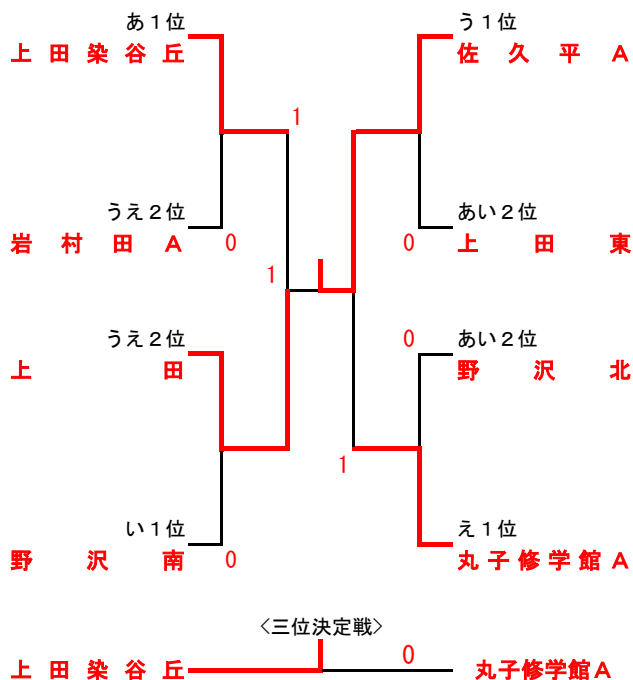 あ1位
上田染谷丘
う1位
佐久平A
1
うえ2位
岩村田A
0
あい2位
0
上田東
1
うえ2位
上田
0
あい2位
野沢北
1
い1位
野沢南
0
え1位
丸子修学館A
<三位決定戦>
上田染谷丘
0
丸子修学館A